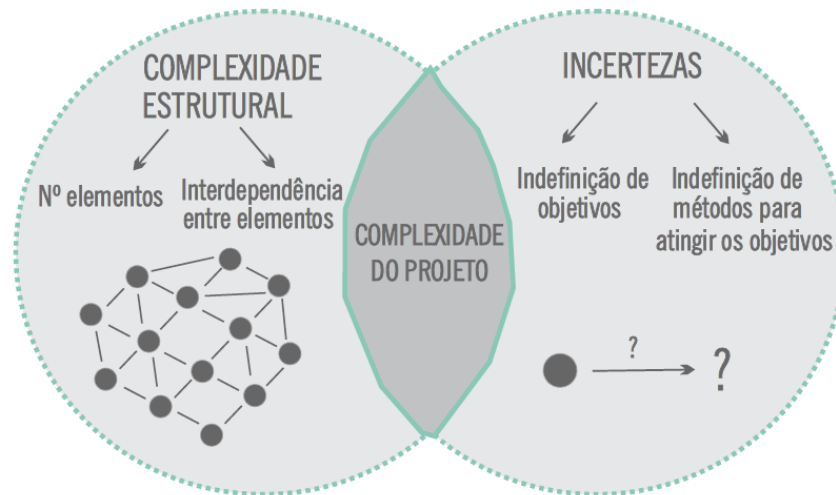 COMPLEXIDADE
ESTRUTURAL
Nº elementos
Interdependência
entre elementos
COMPLEXIDADE
DO PROJETO
INCERTEZAS
Indefinição de
objetivos
Indefinição de
métodos para
atingir os objetivos
?
?